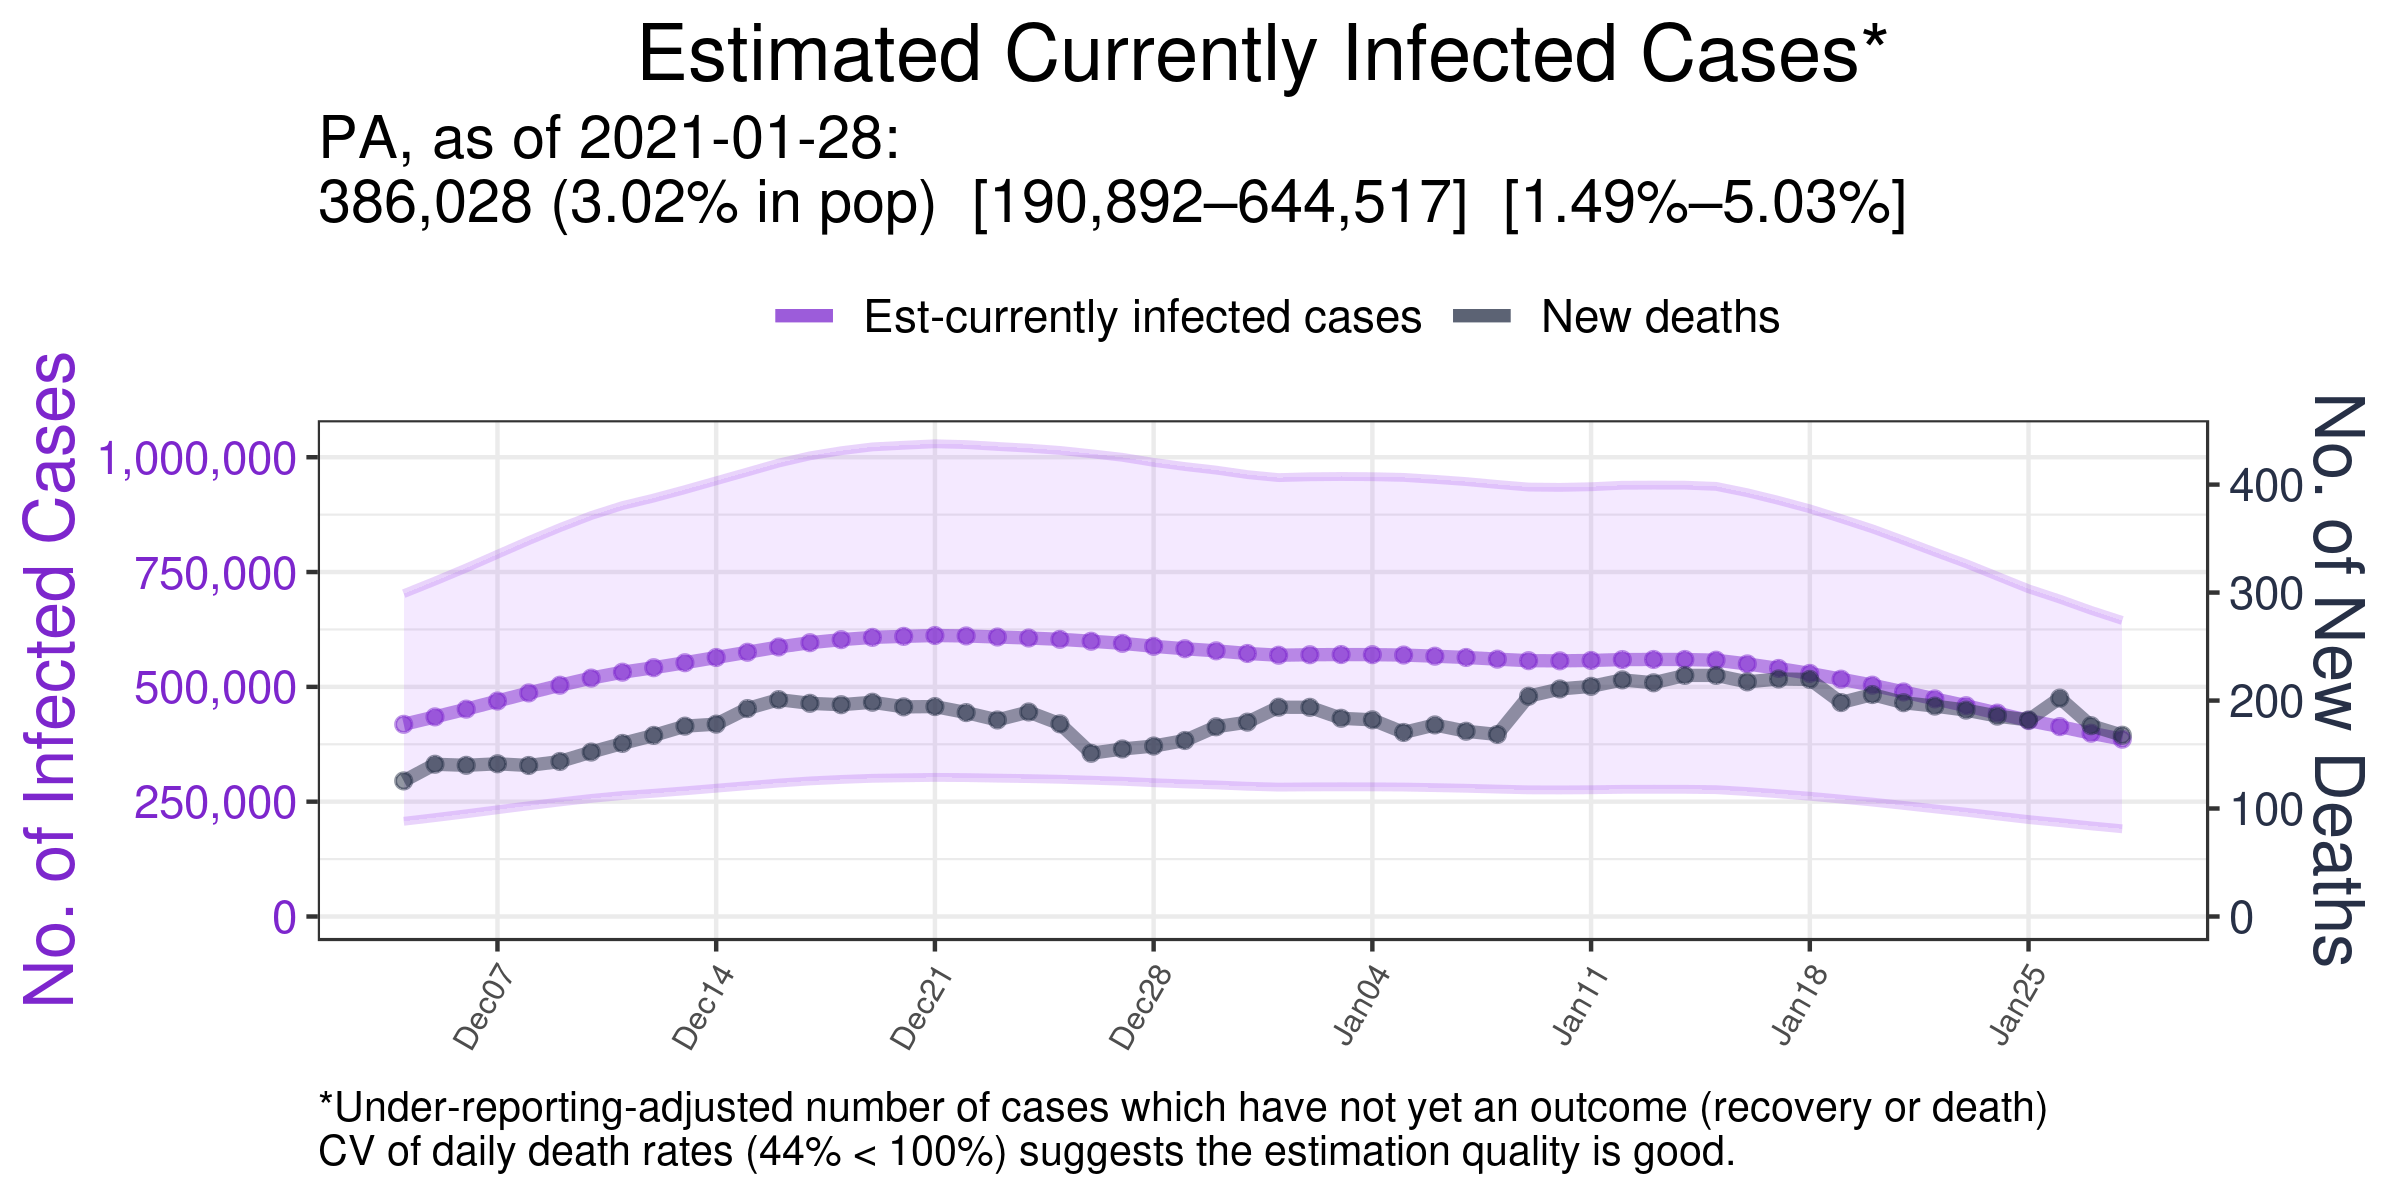 Estimated Currently Infected Cases*
PA, as of 2021-01-28:
386,028 (3.02% in pop)  [190,892–644,517]  [1.49%–5.03%]
Est-currently infected cases
New deaths
No. of Infected Cases
1,000,000
750,000
500,000
250,000
0
400
300
200
100
0
No. of New Deaths
Dec07
Dec14
Dec21
Dec28
Jan04
Jan11
Jan18
Jan25
*Under-reporting-adjusted number of cases which have not yet an outcome (recovery or death)
CV of daily death rates (44% < 100%) suggests the estimation quality is good.